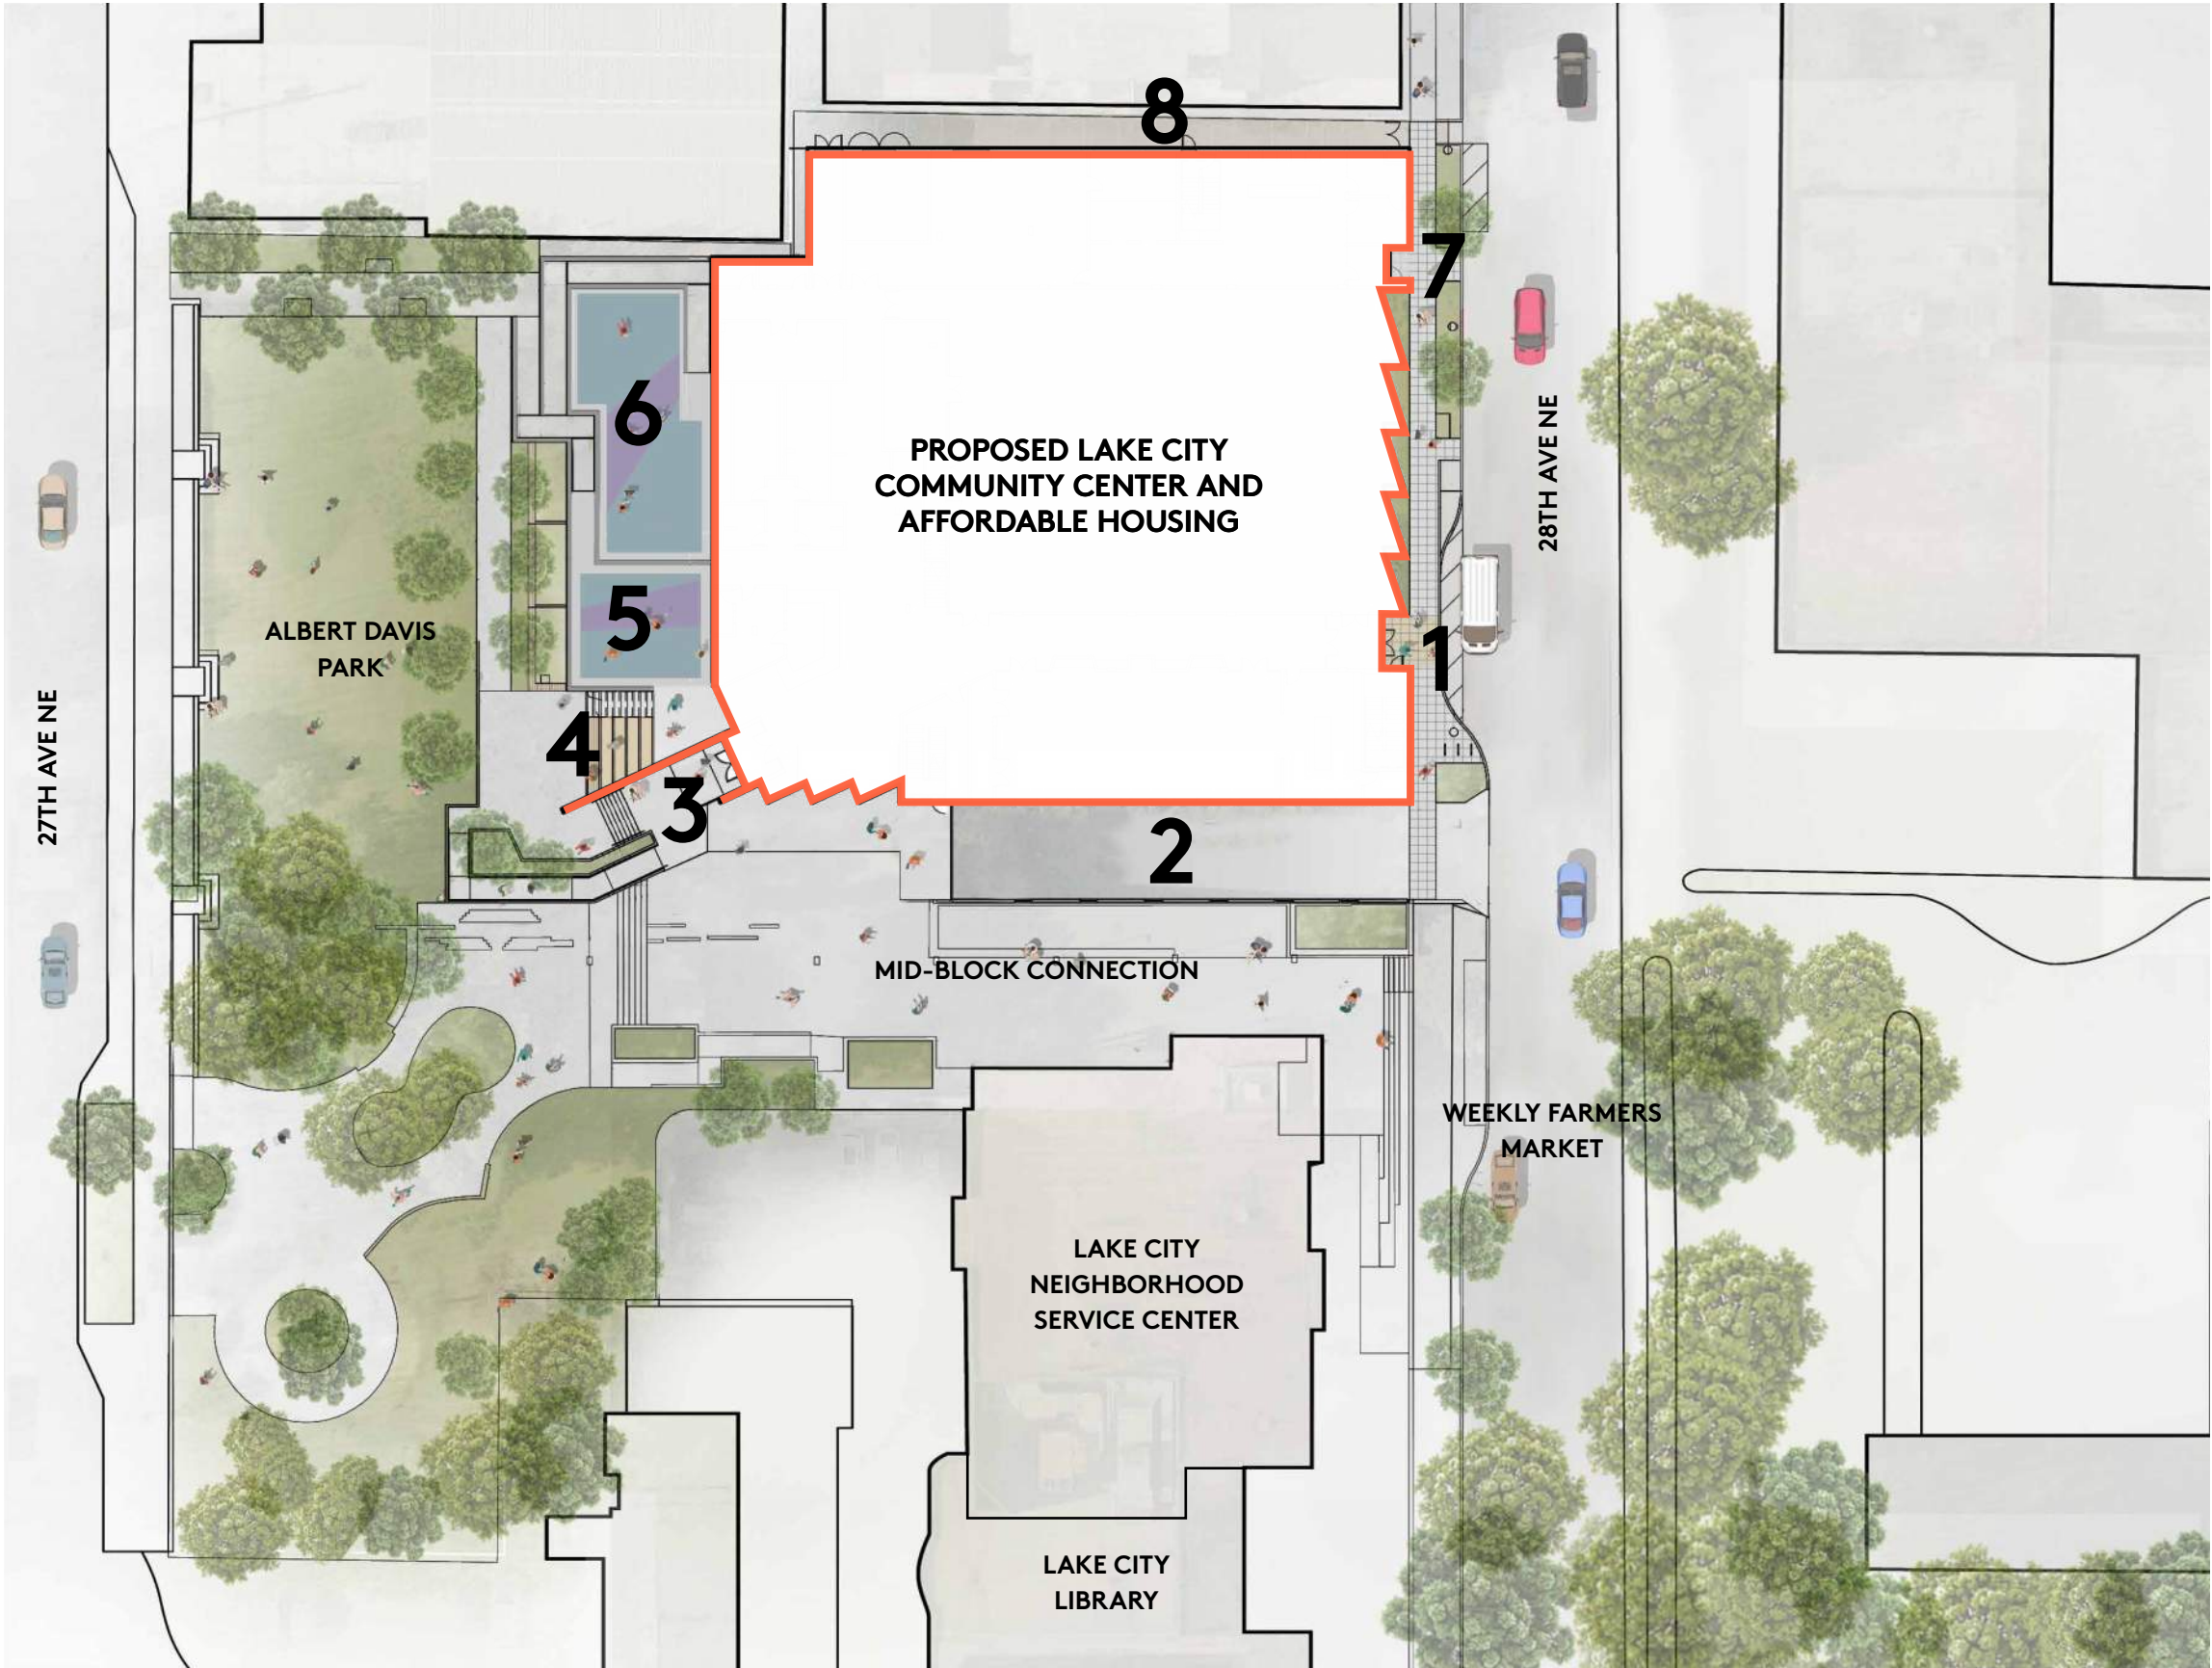 8
7
6
PROPOSED LAKE CITY
COMMUNITY CENTER AND
AFFORDABLE HOUSING
28TH AVE NE
5
ALBERT DAVIS
PARK
1
4
3
27TH AVE NE
2
MID-BLOCK CONNECTION
WEEKLY FARMERS
MARKET
LAKE CITY
NEIGHBORHOOD
SERVICE CENTER
LAKE CITY
LIBRARY